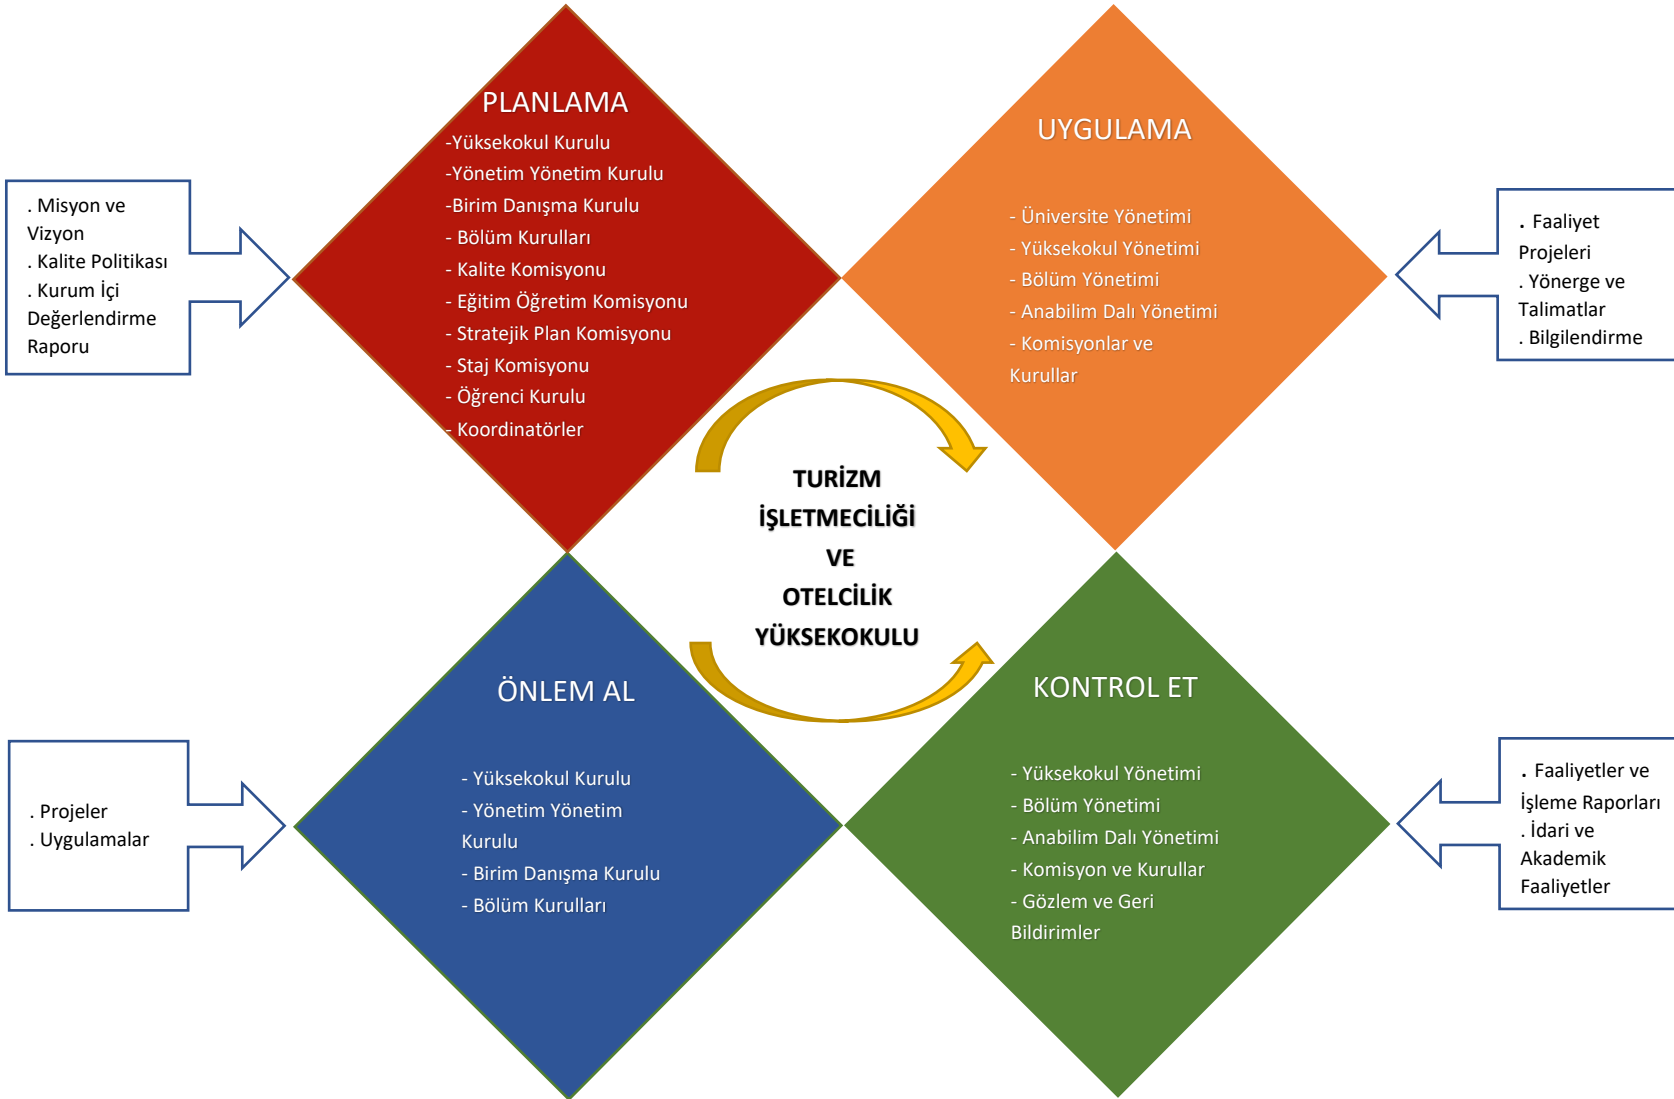 PLANLAMA
-Yüksekokul Kurulu
-Yönetim Yönetim Kurulu
-Birim Danışma Kurulu
- Bölüm Kurulları
- Kalite Komisyonu
- Eğitim Öğretim Komisyonu
- Stratejik Plan Komisyonu
- Staj Komisyonu
- Öğrenci Kurulu
- Koordinatörler
UYGULAMA
- Üniversite Yönetimi
- Yüksekokul Yönetimi
- Bölüm Yönetimi
- Anabilim Dalı Yönetimi
- Komisyonlar ve
Kurullar
. Misyon ve
Vizyon
. Kalite Politikası
. Kurum İçi
Değerlendirme
Raporu
. Faaliyet
Projeleri
. Yönerge ve
Talimatlar
. Bilgilendirme
TURİZM
İŞLETMECİLİĞİ
VE
OTELCİLİK
YÜKSEKOKULU
ÖNLEM AL
- Yüksekokul Kurulu
- Yönetim Yönetim
Kurulu
- Birim Danışma Kurulu
- Bölüm Kurulları
KONTROL ET
- Yüksekokul Yönetimi
- Bölüm Yönetimi
- Anabilim Dalı Yönetimi
- Komisyon ve Kurullar
- Gözlem ve Geri
Bildirimler
. Projeler
. Uygulamalar
. Faaliyetler ve
İşleme Raporları
. İdari ve
Akademik
Faaliyetler